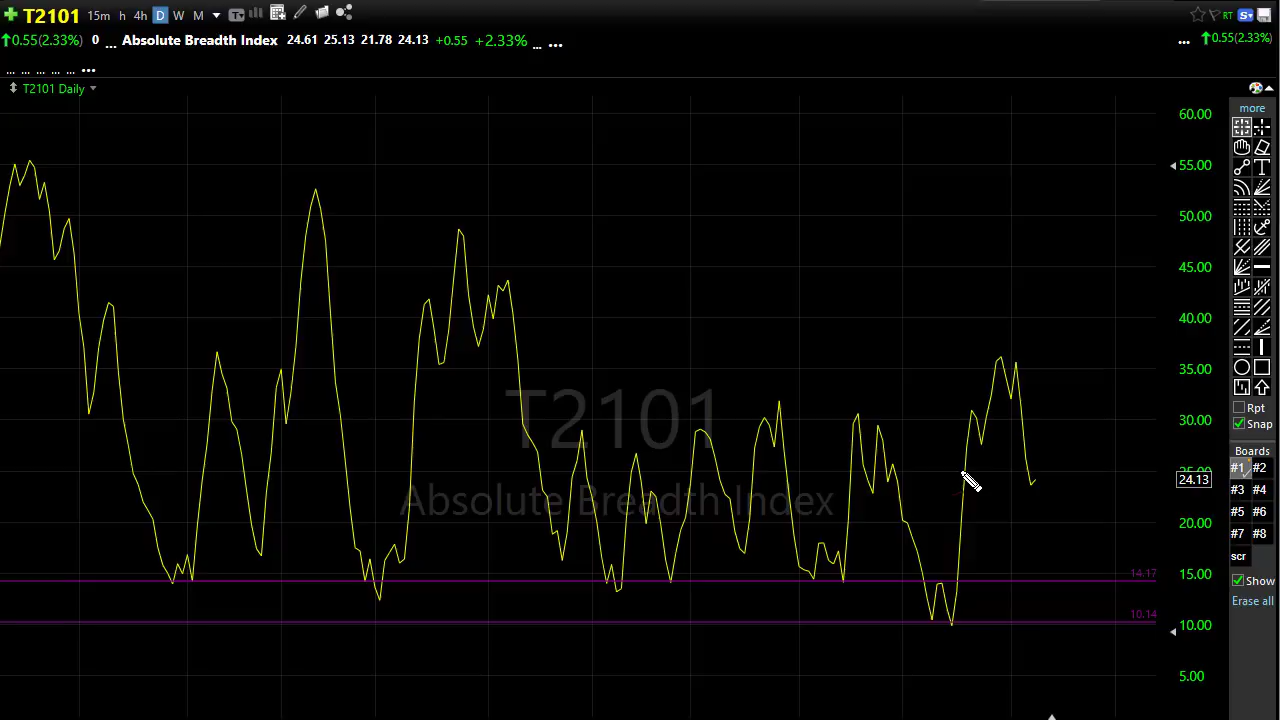 T2101 15m h 4h D W M T RT S
0.55(2.33%) 0 ... Absolute Breadth Index 24.61 25.13 21.78 24.13 +0.55 +2.33% ... ... ... 0.55(2.33%)
... ... ... ... ... ...
T2101 Daily
more
60.00
55.00
50.00
45.00
40.00
35.00
30.00
25.00
24.13
20.00
15.00
10.00
5.00
T2101
Absolute Breadth Index
14.17
10.14
T
Rpt
Snap
Boards
#1 #2
#3 #4
#5 #6
#7 #8
scr
Show
Erase all